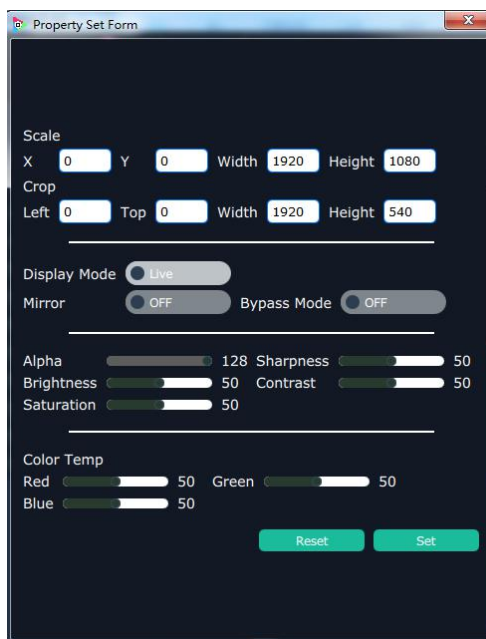 Property Set Form
Scale
X 0 Y 0 Width 1920 Height 1080
Crop
Left 0 Top 0 Width 1920 Height 540
Display Mode Live
Mirror OFF Bypass Mode OFF
Alpha 128 Sharpness 50
Brightness 50 Contrast 50
Saturation 50
Color Temp
Red 50 Green 50
Blue 50
Reset Set